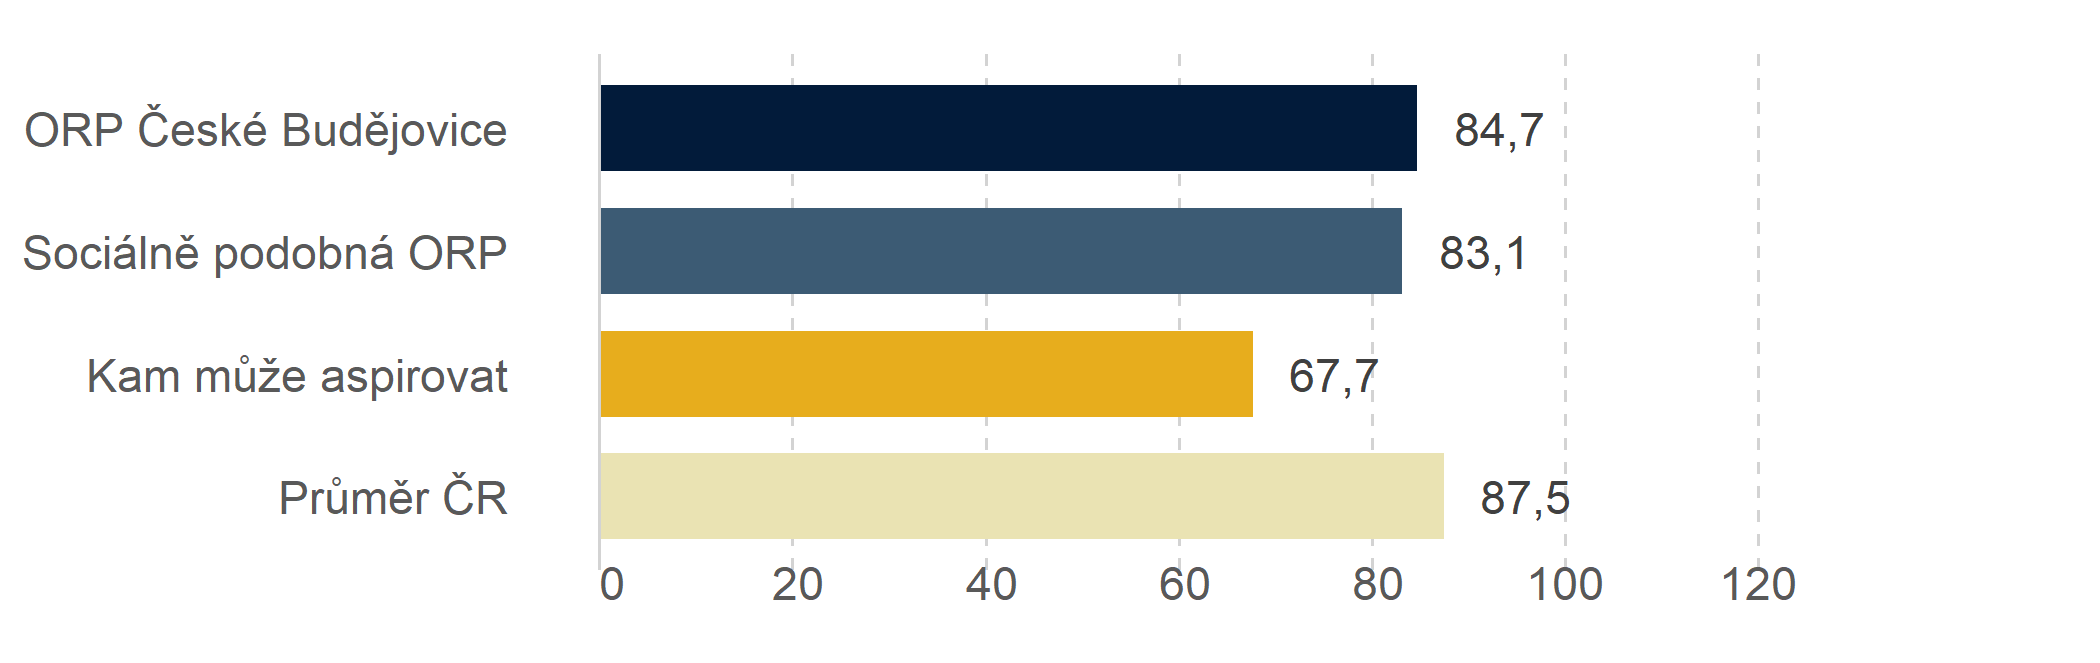 ORP České Budějovice 84,7
Sociálně podobná ORP 83,1
Kam může aspirovat 67,7
Průměr ČR 87,5
0 20 40 60 80 100 120